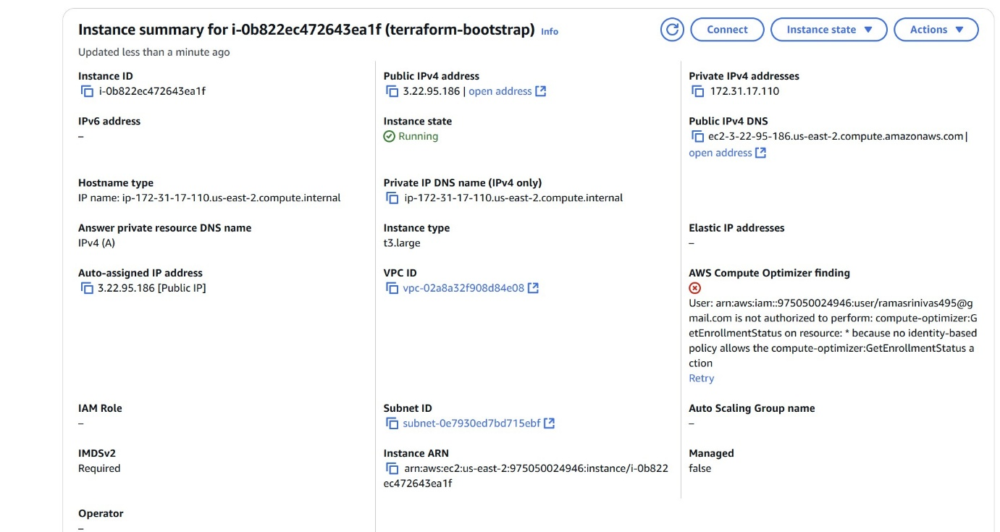 Instance summary for i-0b822ec472643ea1f (terraform-bootstrap) Info
Connect
Instance state
Actions
Updated less than a minute ago
Instance ID
i-0b822ec472643ea1f
Public IPv4 address
3.22.95.186 | open address
Private IPv4 addresses
172.31.17.110
IPv6 address
–
Instance state
Running
Public IPv4 DNS
ec2-3-22-95-186.us-east-2.compute.amazonaws.com |
open address
Hostname type
IP name: ip-172-31-17-110.us-east-2.compute.internal
Private IP DNS name (IPv4 only)
ip-172-31-17-110.us-east-2.compute.internal
Answer private resource DNS name
IPv4 (A)
Instance type
t3.large
Elastic IP addresses
–
Auto-assigned IP address
3.22.95.186 [Public IP]
VPC ID
vpc-02a8a32f908d84e08
AWS Compute Optimizer finding
User: arn:aws:iam::975050024946:user/ramasrinivas495@g
mail.com is not authorized to perform: compute-optimizer:G
etEnrollmentStatus on resource: * because no identity-based
policy allows the compute-optimizer:GetEnrollmentStatus a
ction
Retry
IAM Role
–
Subnet ID
subnet-0e7930ed7bd715ebf
Auto Scaling Group name
–
IMDSv2
Required
Instance ARN
arn:aws:ec2:us-east-2:975050024946:instance/i-0b822
ec472643ea1f
Managed
false
Operator
–